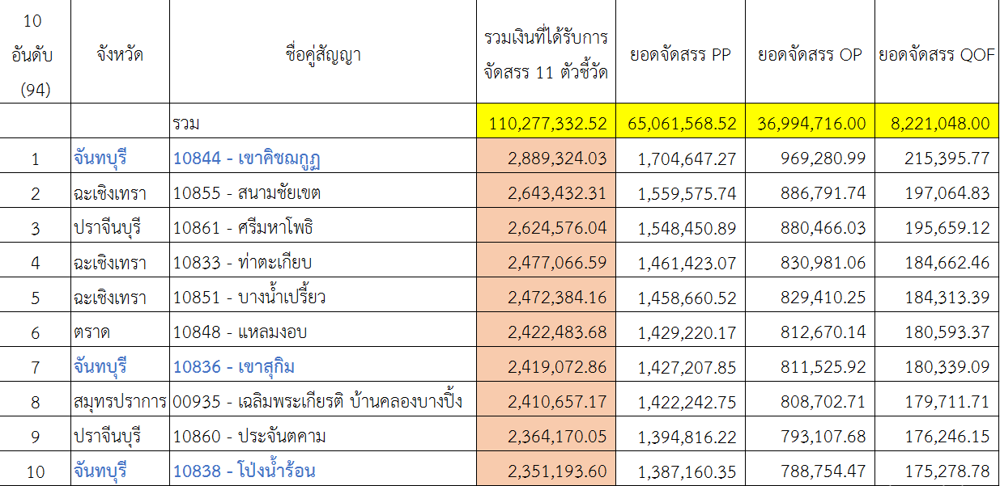 10 อันดับ (94) จังหวัด ชื่อคู่สัญญา รวมเงินที่ได้รับการจัดสรร 11 ตัวชี้วัด ยอดจัดสรร PP ยอดจัดสรร OP ยอดจัดสรร QOF
รวม 110,277,332.52 65,061,568.52 36,994,716.00 8,221,048.00
1 จันทบุรี 10844 - เขาคิชฌกูฏ 2,889,324.03 1,704,647.27 969,280.99 215,395.77
2 ฉะเชิงเทรา 10855 - สนามชัยเขต 2,643,432.31 1,559,575.74 886,791.74 197,064.83
3 ปราจีนบุรี 10861 - ศรีมหาโพธิ 2,624,576.04 1,548,450.89 880,466.03 195,659.12
4 ฉะเชิงเทรา 10833 - ท่าตะเกียบ 2,477,066.59 1,461,423.07 830,981.06 184,662.46
5 ฉะเชิงเทรา 10851 - บางน้ำเปรี้ยว 2,472,384.16 1,458,660.52 829,410.25 184,313.39
6 ตราด 10848 - แหลมงอบ 2,422,483.68 1,429,220.17 812,670.14 180,593.37
7 จันทบุรี 10836 - เขาสุกิม 2,419,072.86 1,427,207.85 811,525.92 180,339.09
8 สมุทรปราการ 00935 - เฉลิมพระเกียรติ บ้านคลองบางปิ้ง 2,410,657.17 1,422,242.75 808,702.71 179,711.71
9 ปราจีนบุรี 10860 - ประจันตคาม 2,364,170.05 1,394,816.22 793,107.68 176,246.15
10 จันทบุรี 10838 - โป่งน้ำร้อน 2,351,193.60 1,387,160.35 788,754.47 175,278.78